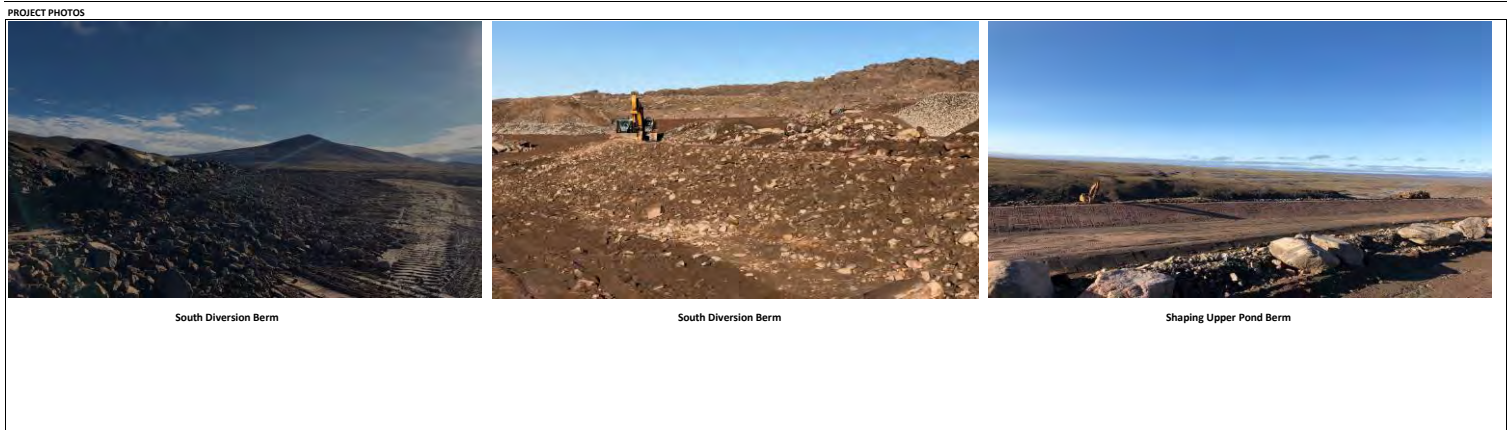 PROJECT PHOTOS
South Diversion Berm
South Diversion Berm
Shaping Upper Pond Berm